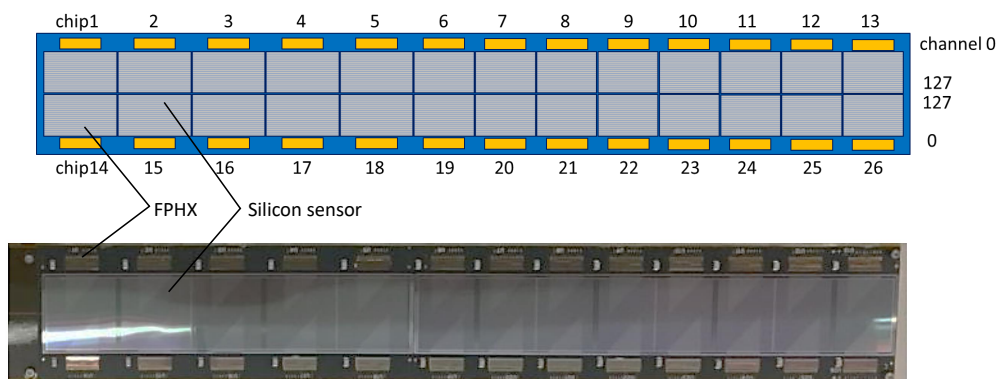 chip1 2 3 4 5 6 7 8 9 10 11 12 13
channel 0
127
127
0
chip14 15 16 17 18 19 20 21 22 23 24 25 26
FPHX Silicon sensor